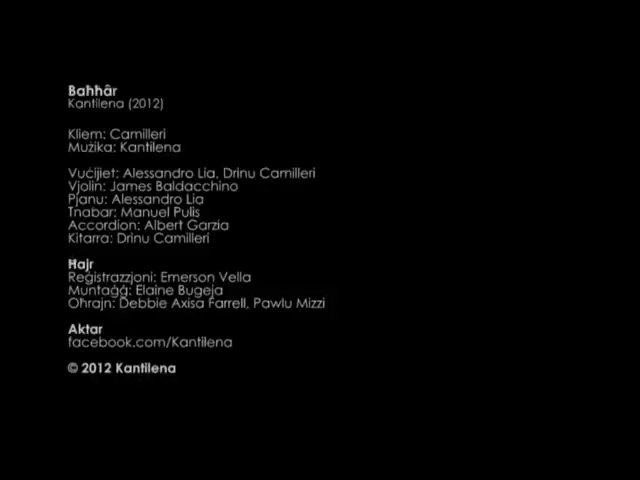 Baħħâr
Kantilena (2012)
Kliem: Camilleri
Mużika: Kantilena
Vuċijiet: Alessandro Lia, Drinu Camilleri
Vjolin: James Baldacchino
Pjanu: Alessandro Lia
Tnabar: Manuel Pulis
Accordion: Albert Garzia
Kitarra: Drinu Camilleri
Ħajr
Reġistrazzjoni: Emerson Vella
Muntaġġ: Elaine Bugeja
Oħrajn: Debbie Axisa Farrell, Pawlu Mizzi
Aktar
facebook.com/Kantilena
© 2012 Kantilena